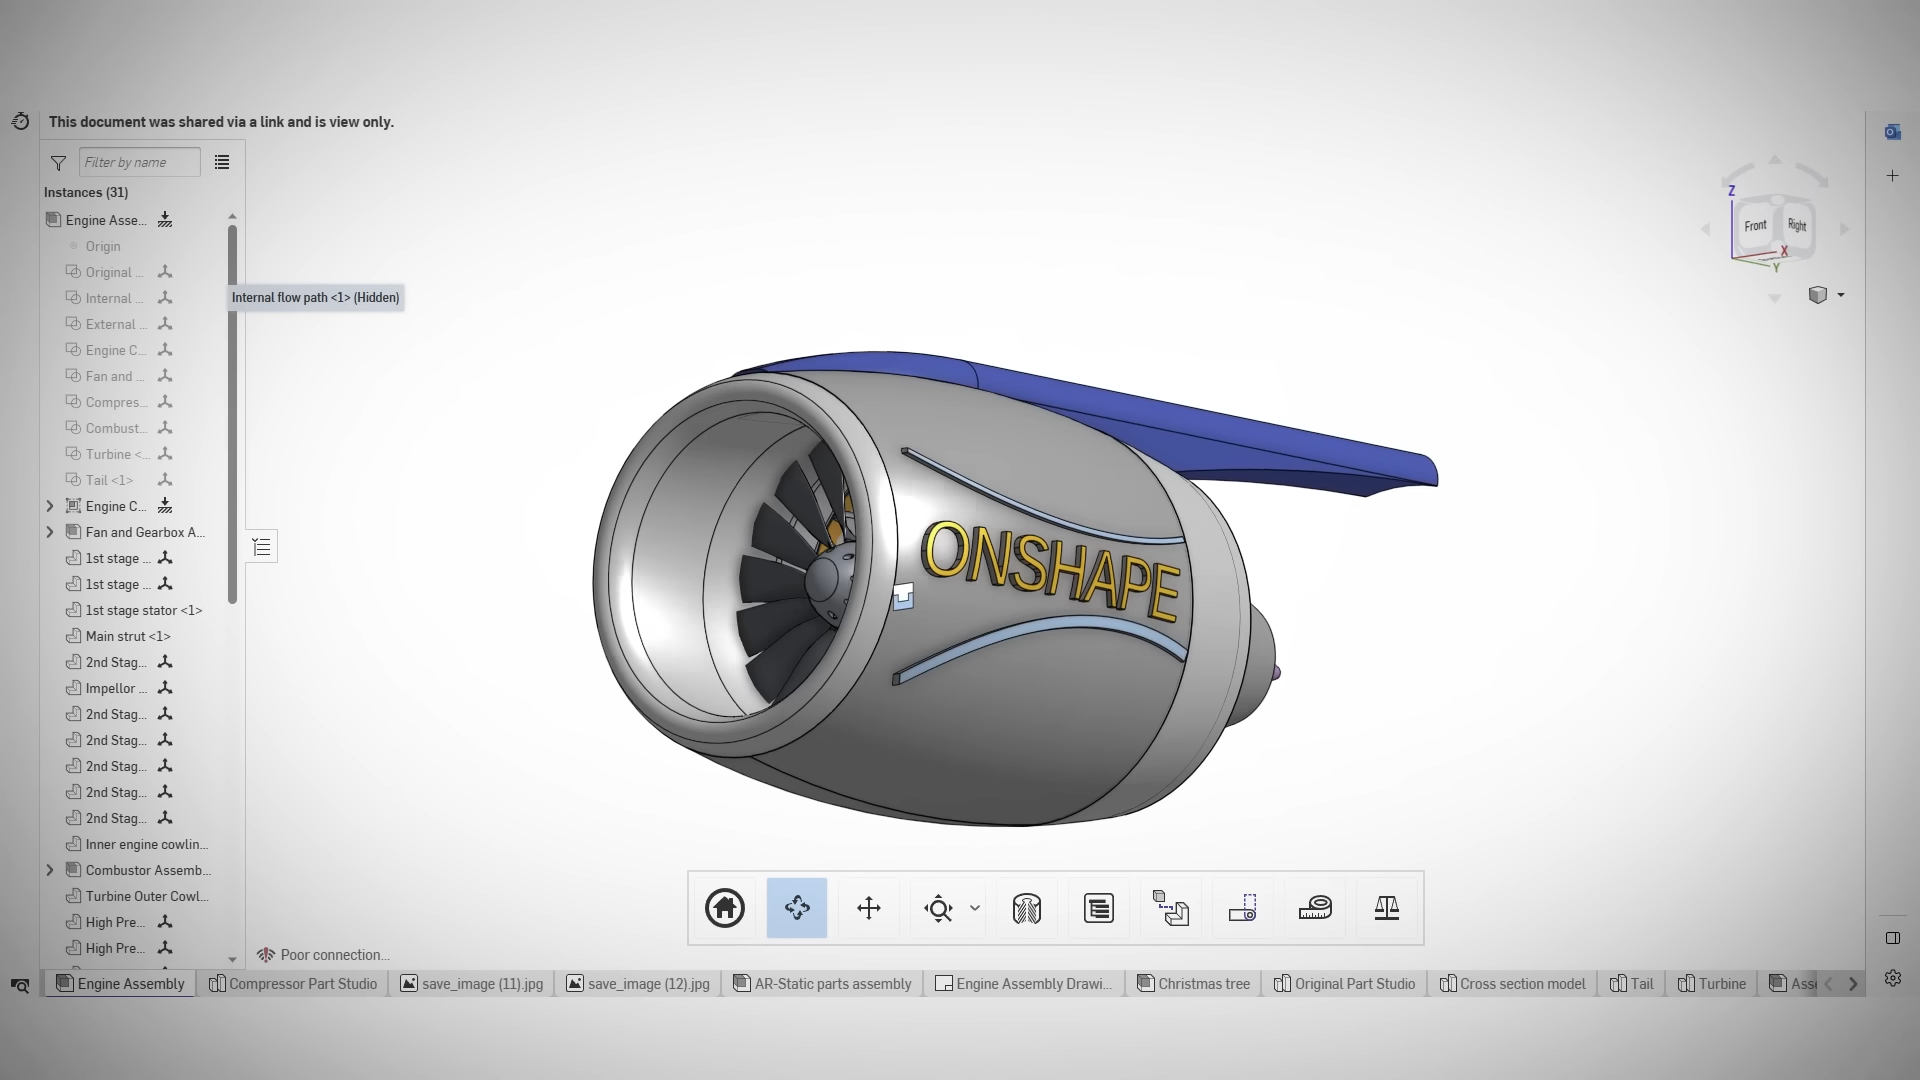 This document was shared via a link and is view only.
Filter by name
Instances (31)
Engine Asse...
Origin
Original ...
Internal ...
Internal flow path <1> (Hidden)
External ...
Engine C...
Fan and ...
Compres...
Combust...
Turbine <...
Tail <1>
Engine C...
Fan and Gearbox A...
1st stage ...
1st stage ...
1st stage stator <1>
Main strut <1>
2nd Stag...
Impellor ...
2nd Stag...
2nd Stag...
2nd Stag...
2nd Stag...
2nd Stag...
Inner engine cowlin...
Combustor Assemb...
Turbine Outer Cowl...
High Pre...
High Pre...
ONSHAPE
Z
Front
Right
X
Y
Poor connection...
Engine Assembly
Compressor Part Studio
save_image (11).jpg
save_image (12).jpg
AR-Static parts assembly
Engine Assembly Drawi...
Christmas tree
Original Part Studio
Cross section model
Tail
Turbine
Asse